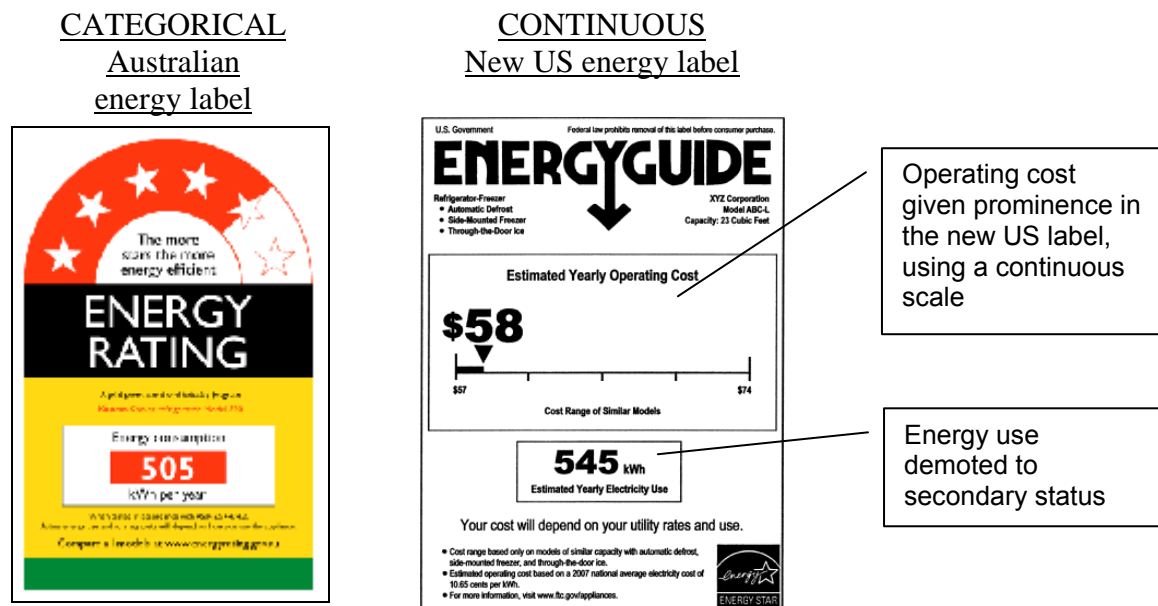 CATEGORICAL
Australian
energy label
The more
stars the more
energy efficient
ENERGY
RATING
Energy consumption
505
kWh per year
CONTINUOUS
New US energy label
U.S. Government Federal law prohibits removal of this label before consumer purchase.
ENERGYGUIDE
Refrigerator-Freezer
● Automatic Defrost
● Side-Mounted Freezer
● Through-the-Door Ice
XYZ Corporation
Model ABC-L
Capacity: 23 Cubic Feet
Estimated Yearly Operating Cost
$58
$57 $74
Cost Range of Similar Models
545 kWh
Estimated Yearly Electricity Use
Your cost will depend on your utility rates and use.
● Cost range based only on models of similar capacity with automatic defrost,
side-mounted freezer, and through-the-door ice.
● Estimated operating cost based on a 2007 national average electricity cost of
10.65 cents per kWh.
● For more information, visit www.ftc.gov/appliances.
energy
ENERGY STAR
Operating cost
given prominence in
the new US label,
using a continuous
scale
Energy use
demoted to
secondary status